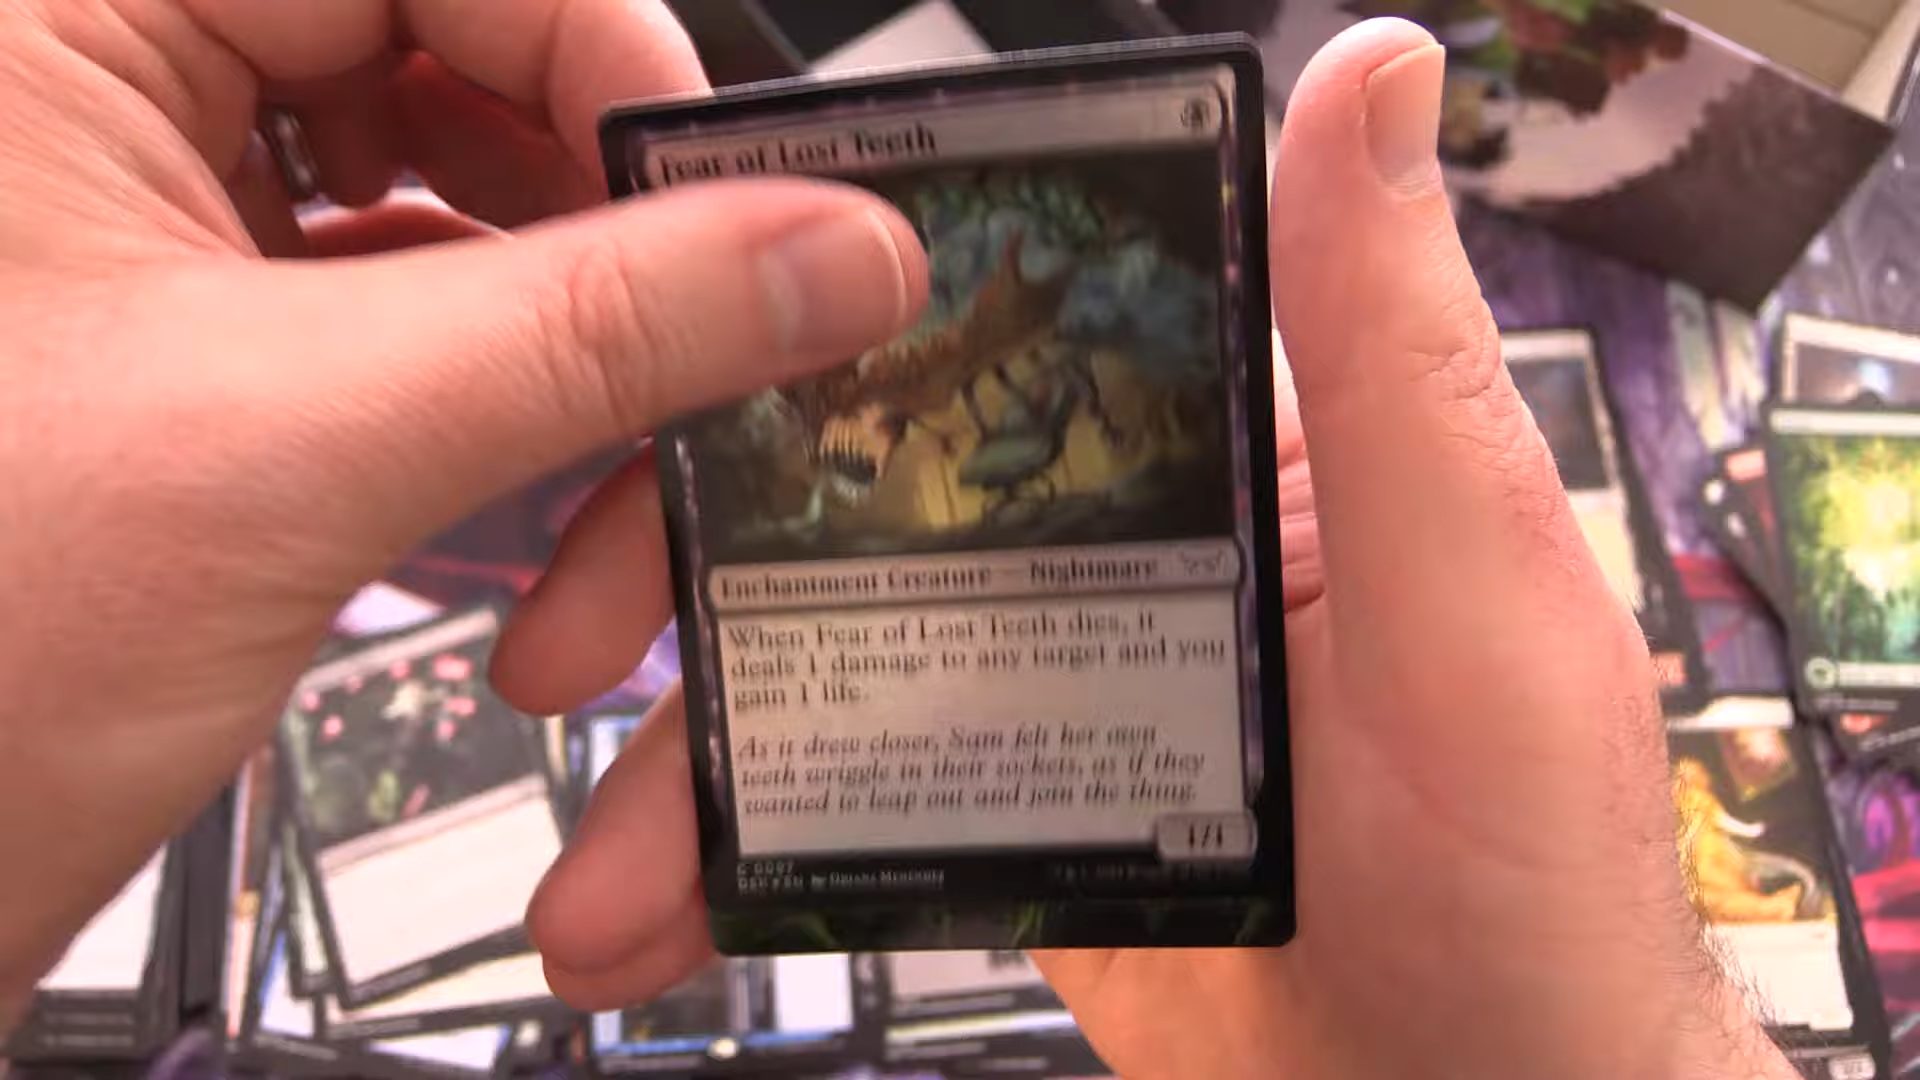 Fear of Lost Teeth
Enchantment Creature — Nightmare
When Fear of Lost Teeth dies, it
deals 1 damage to any target and you
gain 1 life.
As it drew closer, Sam felt her own
teeth wriggle in their sockets, as if they
wanted to leap out and join the thing.
1/1
C 0097